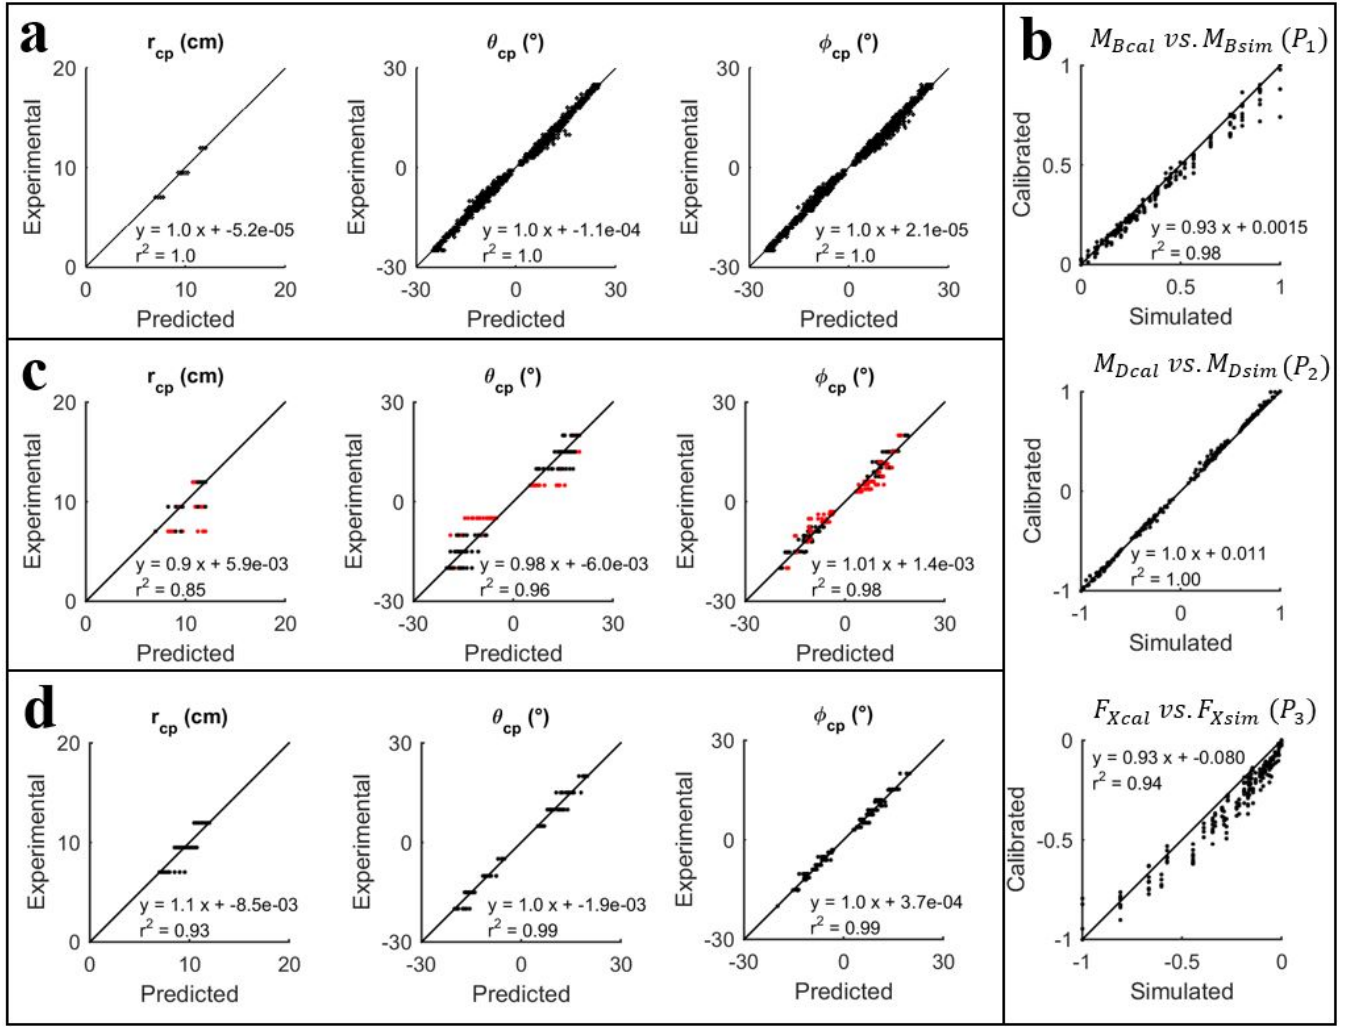 a
r_cp (cm)
20
10
0
0
10
20
Experimental
Predicted
y = 1.0 x + -5.2e-05
r² = 1.0
θ_cp (°)
30
0
-30
-30
0
30
Experimental
Predicted
y = 1.0 x + -1.1e-04
r² = 1.0
ϕ_cp (°)
30
0
-30
-30
0
30
Experimental
Predicted
y = 1.0 x + 2.1e-05
r² = 1.0
b
M_Bcal vs. M_Bsim (P₁)
1
0.5
0
0
0.5
1
Calibrated
Simulated
y = 0.93 x + 0.0015
r² = 0.98
M_Dcal vs. M_Dsim (P₂)
1
0
-1
-1
0
1
Calibrated
Simulated
y = 1.0 x + 0.011
r² = 1.00
F_Xcal vs. F_Xsim (P₃)
0
-0.5
-1
-1
-0.5
0
Calibrated
Simulated
y = 0.93 x + -0.080
r² = 0.94
c
r_cp (cm)
20
10
0
0
10
20
Experimental
Predicted
y = 0.9 x + 5.9e-03
r² = 0.85
θ_cp (°)
30
0
-30
-30
0
30
Experimental
Predicted
y = 0.98 x + -6.0e-03
r² = 0.96
ϕ_cp (°)
30
0
-30
-30
0
30
Experimental
Predicted
y = 1.01 x + 1.4e-03
r² = 0.98
d
r_cp (cm)
20
10
0
0
10
20
Experimental
Predicted
y = 1.1 x + -8.5e-03
r² = 0.93
θ_cp (°)
30
0
-30
-30
0
30
Experimental
Predicted
y = 1.0 x + -1.9e-03
r² = 0.99
ϕ_cp (°)
30
0
-30
-30
0
30
Experimental
Predicted
y = 1.0 x + 3.7e-04
r² = 0.99